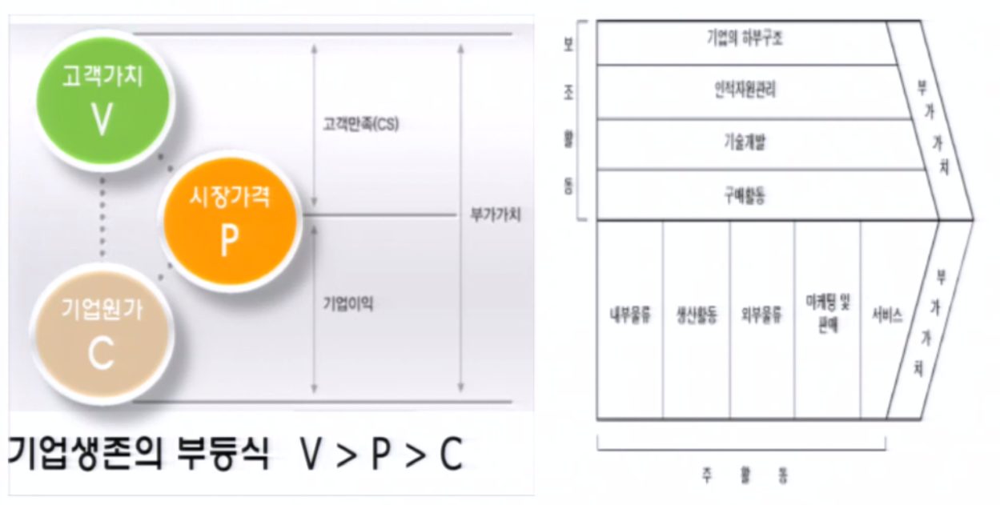 고객가치
V
고객만족(CS)
시장가격
P
부가가치
기업이익
기업원가
C
기업생존의 부등식 V > P > C
보조활동
기업의 하부구조
인적자원관리
기술개발
구매활동
부가가치
내부물류
생산활동
외부물류
마케팅 및
판매
서비스
부가가치
주 활 동